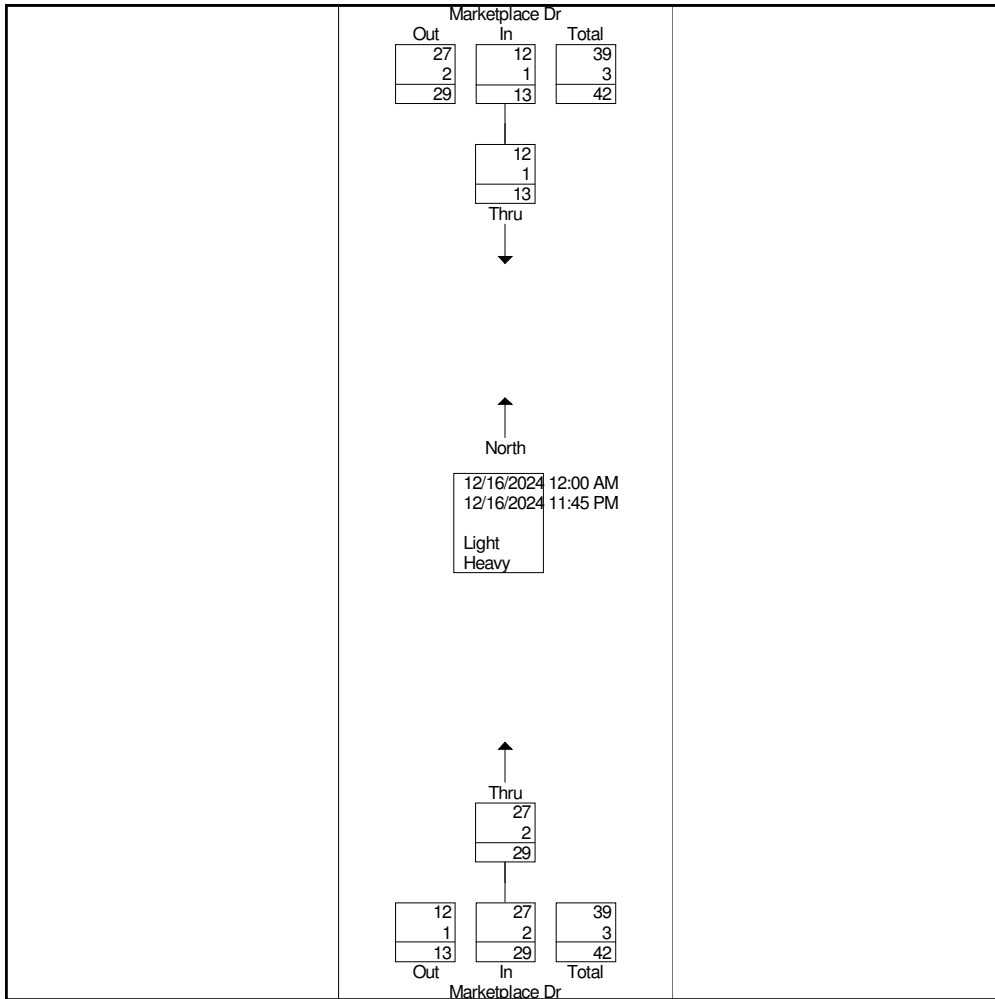 Marketplace Dr
Out In Total
27 12 39
2 1 3
29 13 42
12
1
13
Thru
North
12/16/2024 12:00 AM
12/16/2024 11:45 PM
Light
Heavy
Thru
27
2
29
12 27 39
1 2 3
13 29 42
Out In Total
Marketplace Dr